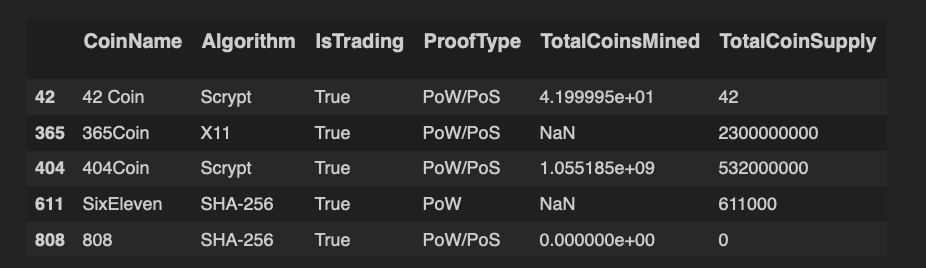 CoinName Algorithm IsTrading ProofType TotalCoinsMined TotalCoinSupply
42 42 Coin Scrypt True PoW/PoS 4.199995e+01 42
365 365Coin X11 True PoW/PoS NaN 2300000000
404 404Coin Scrypt True PoW/PoS 1.055185e+09 532000000
611 SixEleven SHA-256 True PoW NaN 611000
808 808 SHA-256 True PoW/PoS 0.000000e+00 0